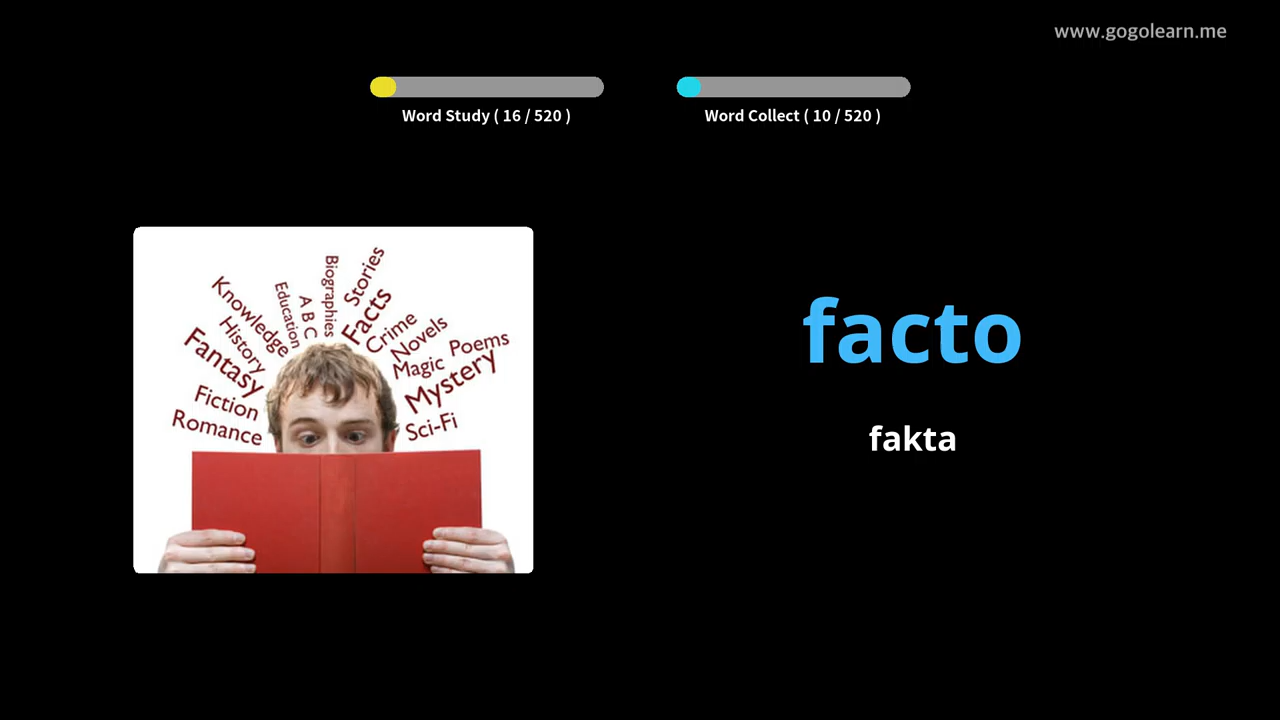 www.gogolearn.me
Word Study ( 16 / 520 )
Word Collect ( 10 / 520 )
Romance
Fiction
Fantasy
History
Knowledge
Education
A B C
Biographies
Stories
Facts
Crime
Novels
Magic
Poems
Mystery
Sci-Fi
facto
fakta